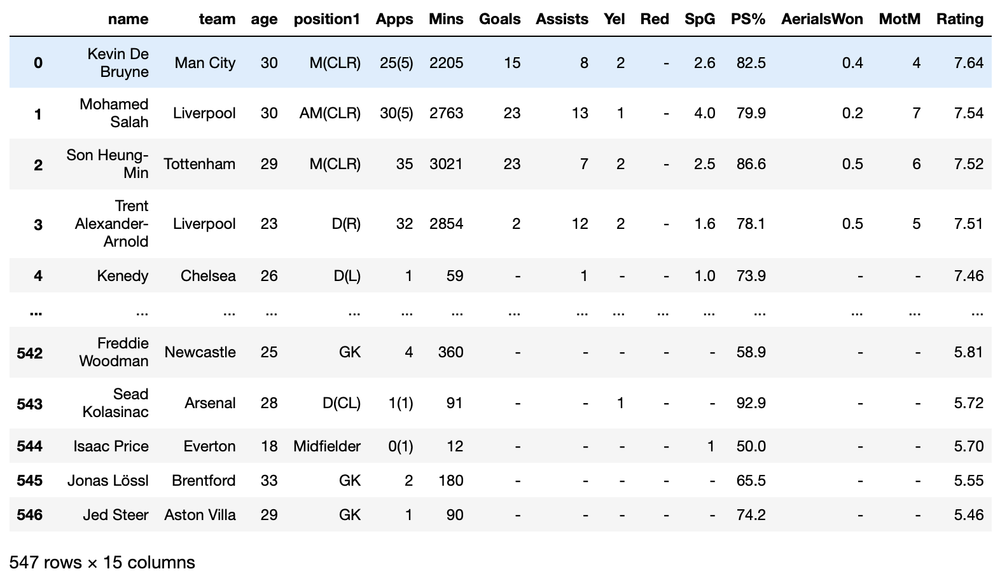 name team age position1 Apps Mins Goals Assists Yel Red SpG PS% AerialsWon MotM Rating
0 Kevin De Bruyne Man City 30 M(CLR) 25(5) 2205 15 8 2 - 2.6 82.5 0.4 4 7.64
1 Mohamed Salah Liverpool 30 AM(CLR) 30(5) 2763 23 13 1 - 4.0 79.9 0.2 7 7.54
2 Son Heung-Min Tottenham 29 M(CLR) 35 3021 23 7 2 - 2.5 86.6 0.5 6 7.52
3 Trent Alexander-Arnold Liverpool 23 D(R) 32 2854 2 12 2 - 1.6 78.1 0.5 5 7.51
4 Kenedy Chelsea 26 D(L) 1 59 - 1 - - 1.0 73.9 - - 7.46
... ... ... ... ... ... ... ... ... ... ... ... ... ... ... ...
542 Freddie Woodman Newcastle 25 GK 4 360 - - - - - 58.9 - - 5.81
543 Sead Kolasinac Arsenal 28 D(CL) 1(1) 91 - - 1 - - 92.9 - - 5.72
544 Isaac Price Everton 18 Midfielder 0(1) 12 - - - - 1 50.0 - - 5.70
545 Jonas Lössl Brentford 33 GK 2 180 - - - - - 65.5 - - 5.55
546 Jed Steer Aston Villa 29 GK 1 90 - - - - - 74.2 - - 5.46
547 rows × 15 columns